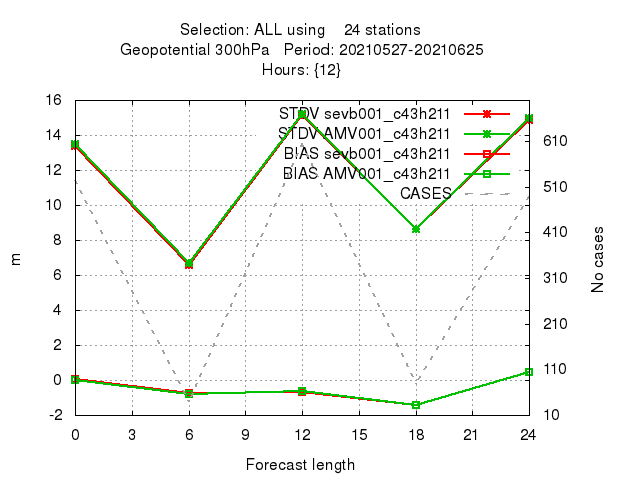 Selection: ALL using    24 stations
Geopotential 300hPa   Period: 20210527-20210625
Hours: {12}
STDV sevb001_c43h211
STDV AMV001_c43h211
BIAS sevb001_c43h211
BIAS AMV001_c43h211
CASES
16
14
12
10
8
6
4
2
0
-2
m
610
510
410
310
210
110
10
No cases
0 3 6 9 12 15 18 21 24
Forecast length